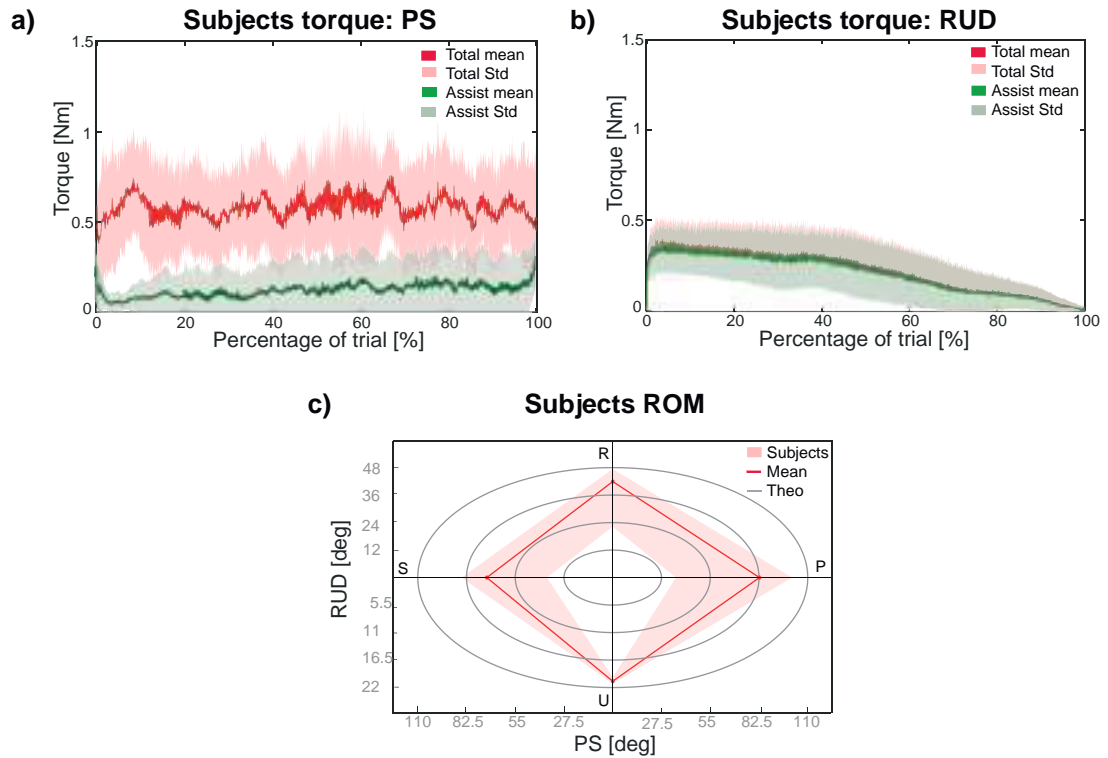 a)
Subjects torque: PS
1.5
1
0.5
0
Torque [Nm]
Total mean
Total Std
Assist mean
Assist Std
0 20 40 60 80 100
Percentage of trial [%]
b)
Subjects torque: RUD
1.5
1
0.5
0
Torque [Nm]
Total mean
Total Std
Assist mean
Assist Std
0 20 40 60 80 100
Percentage of trial [%]
c)
Subjects ROM
R
Subjects
Mean
Theo
48
36
24
12
5.5
11
16.5
22
RUD [deg]
S
P
U
110 82.5 55 27.5 27.5 55 82.5 110
PS [deg]